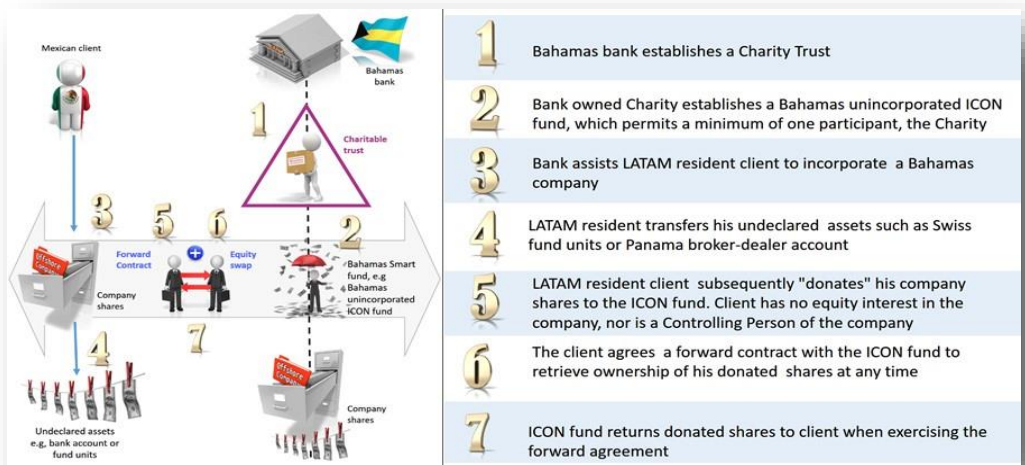 Mexican client
Bahamas
bank
1
Charitable
trust
3
5
6
2
Forward
Contract
Equity
swap
Offshore
Company
Company
shares
Bahamas Smart
fund, e.g
Bahamas
unincorporated
ICON fund
7
4
Offshore
Company
Company
shares
Undeclared assets
e.g, bank account or
fund units
1
Bahamas bank establishes a Charity Trust
2
Bank owned Charity establishes a Bahamas unincorporated ICON
fund, which permits a minimum of one participant, the Charity
3
Bank assists LATAM resident client to incorporate a Bahamas
company
4
LATAM resident transfers his undeclared assets such as Swiss
fund units or Panama broker-dealer account
5
LATAM resident client subsequently "donates" his company
shares to the ICON fund. Client has no equity interest in the
company, nor is a Controlling Person of the company
6
The client agrees a forward contract with the ICON fund to
retrieve ownership of his donated shares at any time
7
ICON fund returns donated shares to client when exercising the
forward agreement